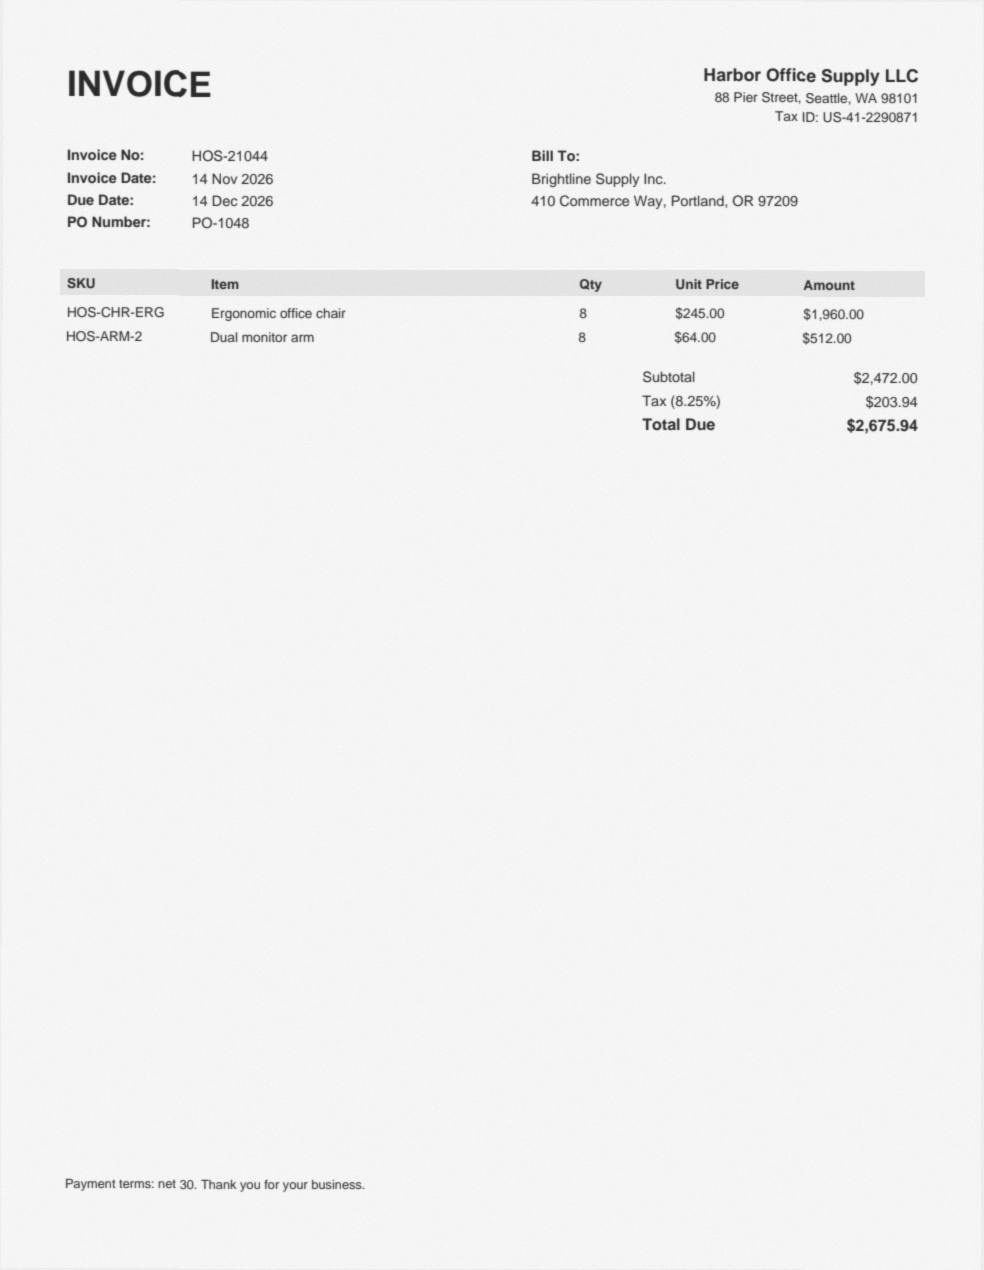 INVOICE
Harbor Office Supply LLC
88 Pier Street, Seattle, WA 98101
Tax ID: US-41-2290871
Invoice No: HOS-21044
Invoice Date: 14 Nov 2026
Due Date: 14 Dec 2026
PO Number: PO-1048
Bill To:
Brightline Supply Inc.
410 Commerce Way, Portland, OR 97209
SKU Item Qty Unit Price Amount
HOS-CHR-ERG Ergonomic office chair 8 $245.00 $1,960.00
HOS-ARM-2 Dual monitor arm 8 $64.00 $512.00
Subtotal $2,472.00
Tax (8.25%) $203.94
Total Due $2,675.94
Payment terms: net 30. Thank you for your business.